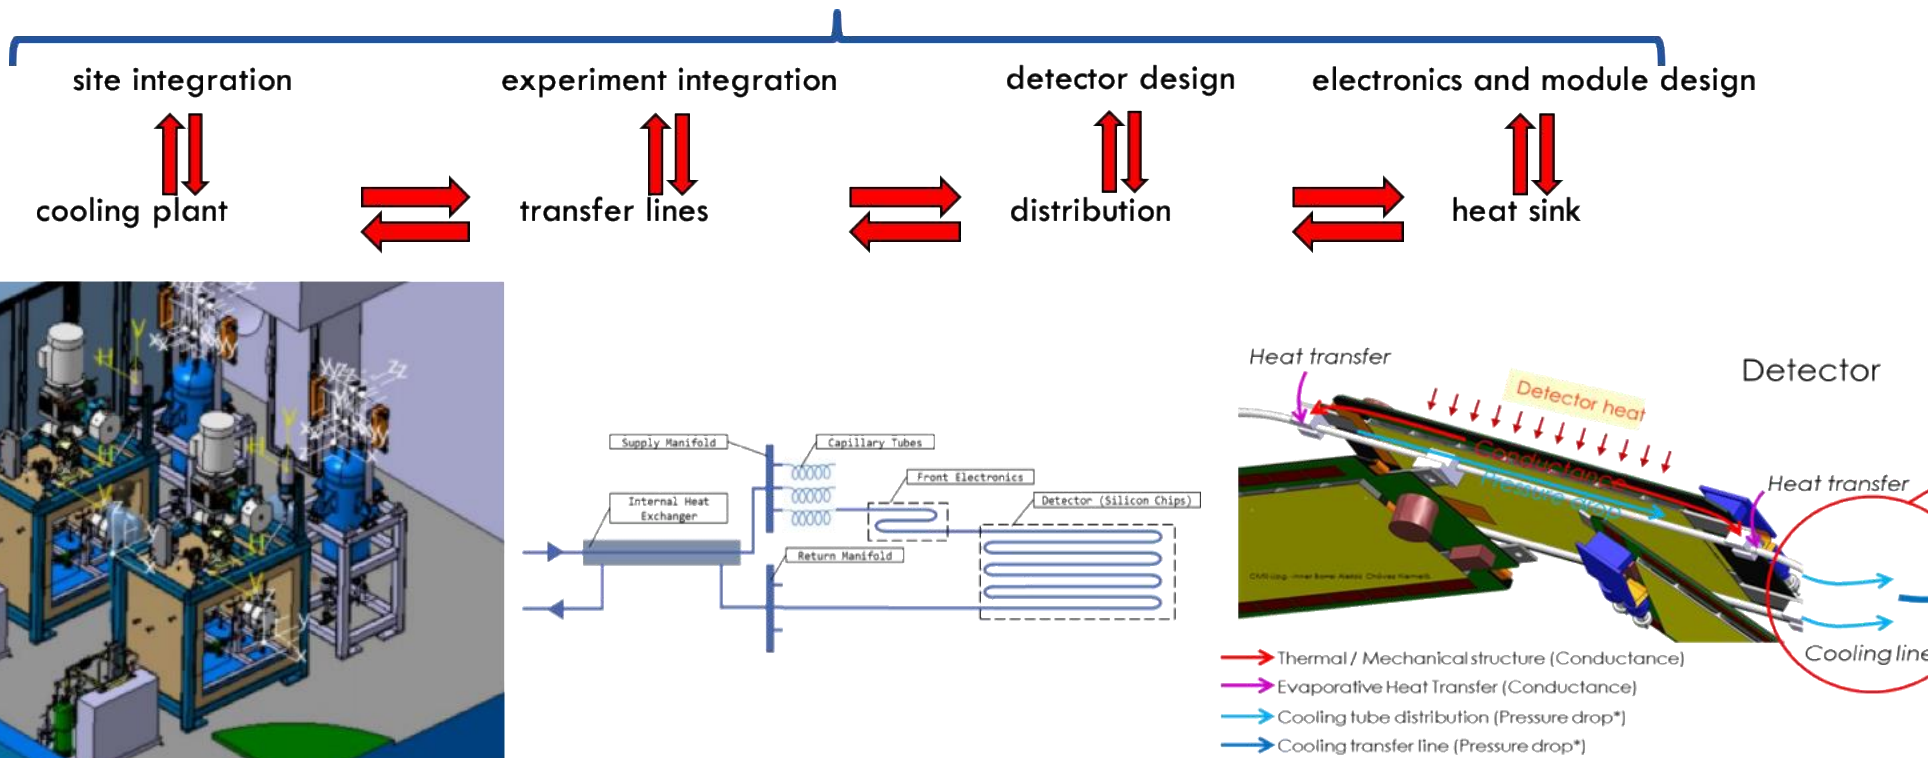 site integration
experiment integration
detector design
electronics and module design
cooling plant
transfer lines
distribution
heat sink
Supply Manifold
Capillary Tubes
Front Electronics
Internal Heat
Exchanger
Detector (Silicon Chips)
Return Manifold
Heat transfer
Detector
Detector heat
Conductance
Pressure drop
Heat transfer
Cooling line
Thermal / Mechanical structure (Conductance)
Evaporative Heat Transfer (Conductance)
Cooling tube distribution (Pressure drop*)
Cooling transfer line (Pressure drop*)